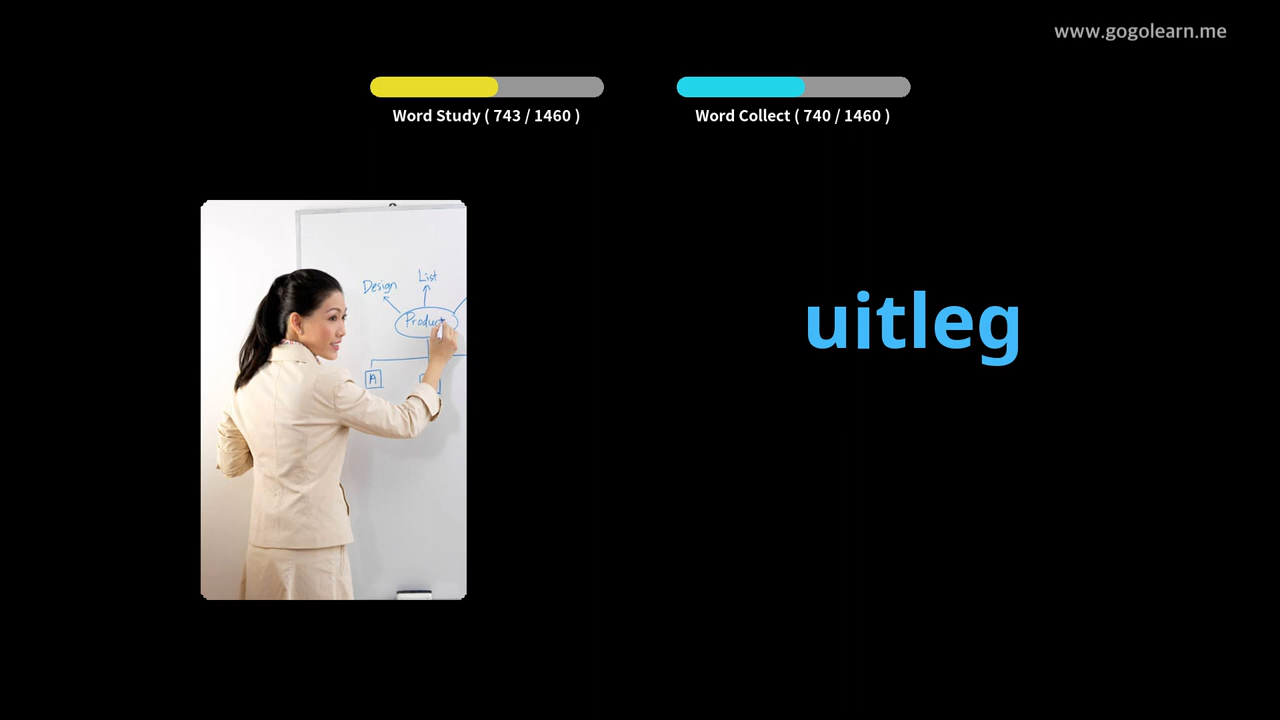 www.gogolearn.me
Word Study ( 743 / 1460 )
Word Collect ( 740 / 1460 )
uitleg
Design
List
Product
A